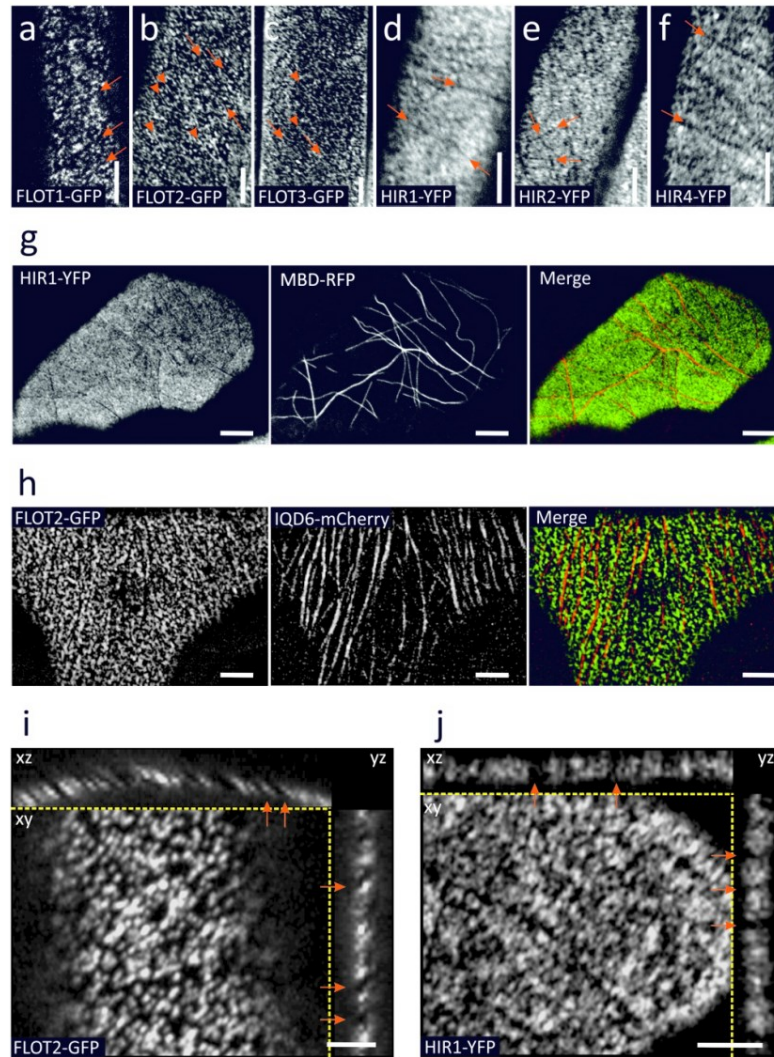 a b c d e f
FLOT1-GFP FLOT2-GFP FLOT3-GFP HIR1-YFP HIR2-YFP HIR4-YFP
g
HIR1-YFP MBD-RFP Merge
h
FLOT2-GFP IQD6-mCherry Merge
i
xz yz
xy
FLOT2-GFP
j
xz yz
xy
HIR1-YFP